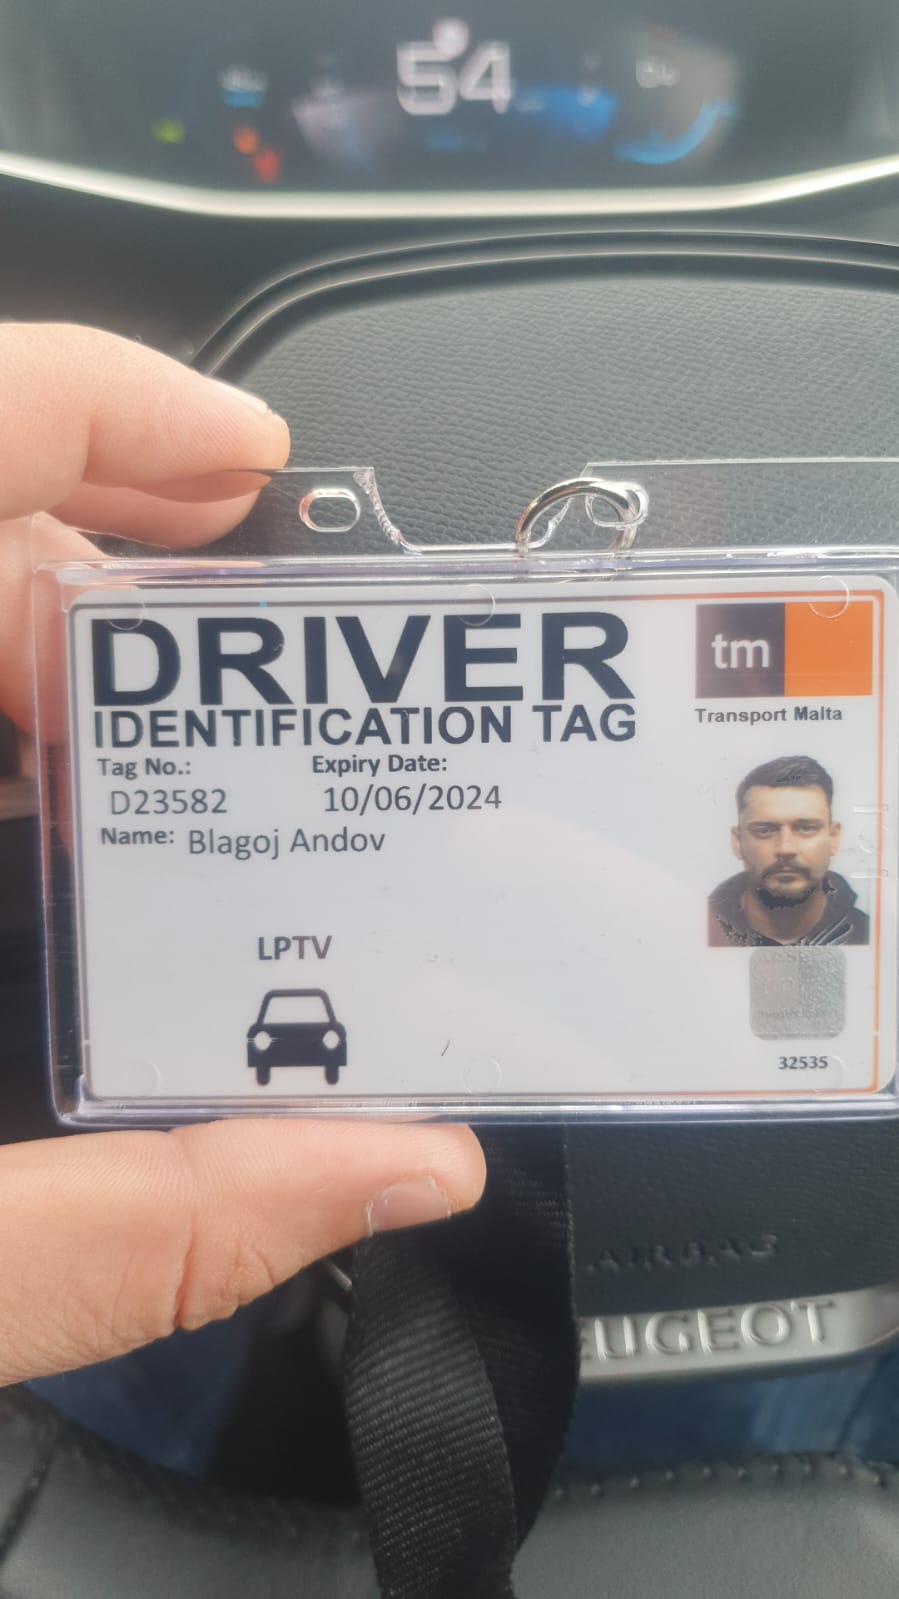 54
DRIVER
IDENTIFICATION TAG
tm
Transport Malta
Tag No.: Expiry Date:
D23582 10/06/2024
Name: Blagoj Andov
LPTV
32535
AIRBAG
PEUGEOT